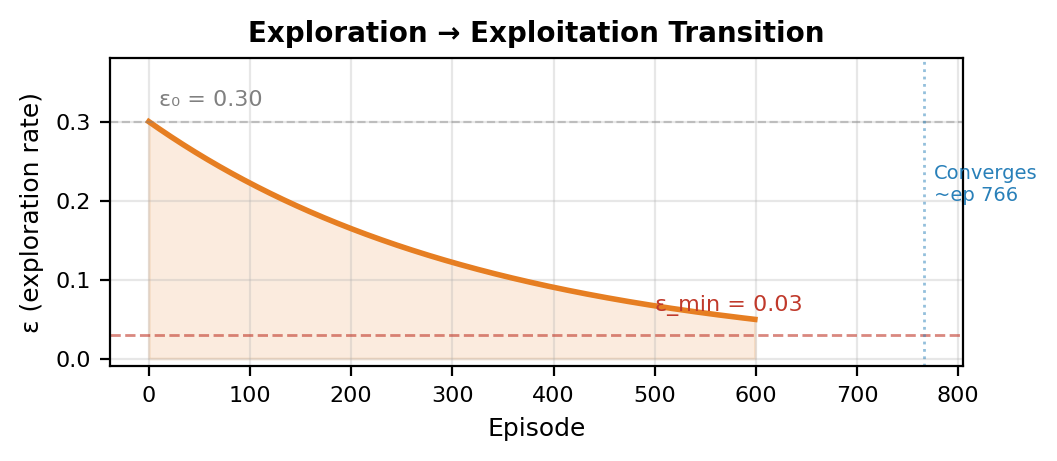 Exploration → Exploitation Transition
ε₀ = 0.30
Converges
~ep 766
ε_min = 0.03
ε (exploration rate)
0.3
0.2
0.1
0.0
0 100 200 300 400 500 600 700 800
Episode